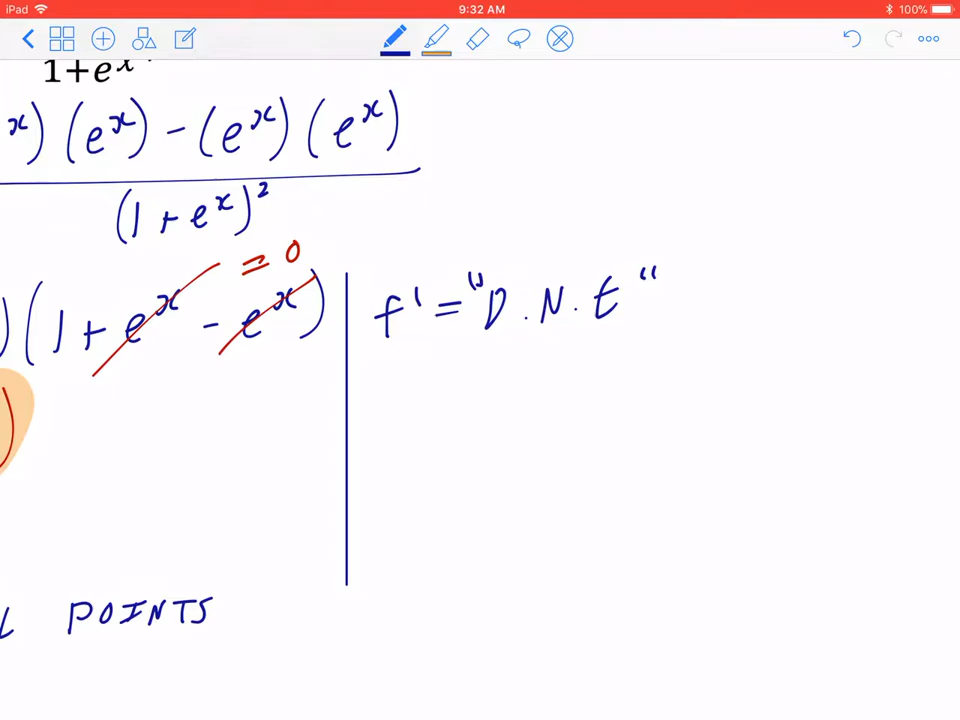 iPad 9:32 AM 100%
1+e^x
x) (e^x) - (e^x) (e^x)
(1 + e^x)^2
= 0
) (1 + e^x - e^x) f' = "D.N.E"
)
L POINTS